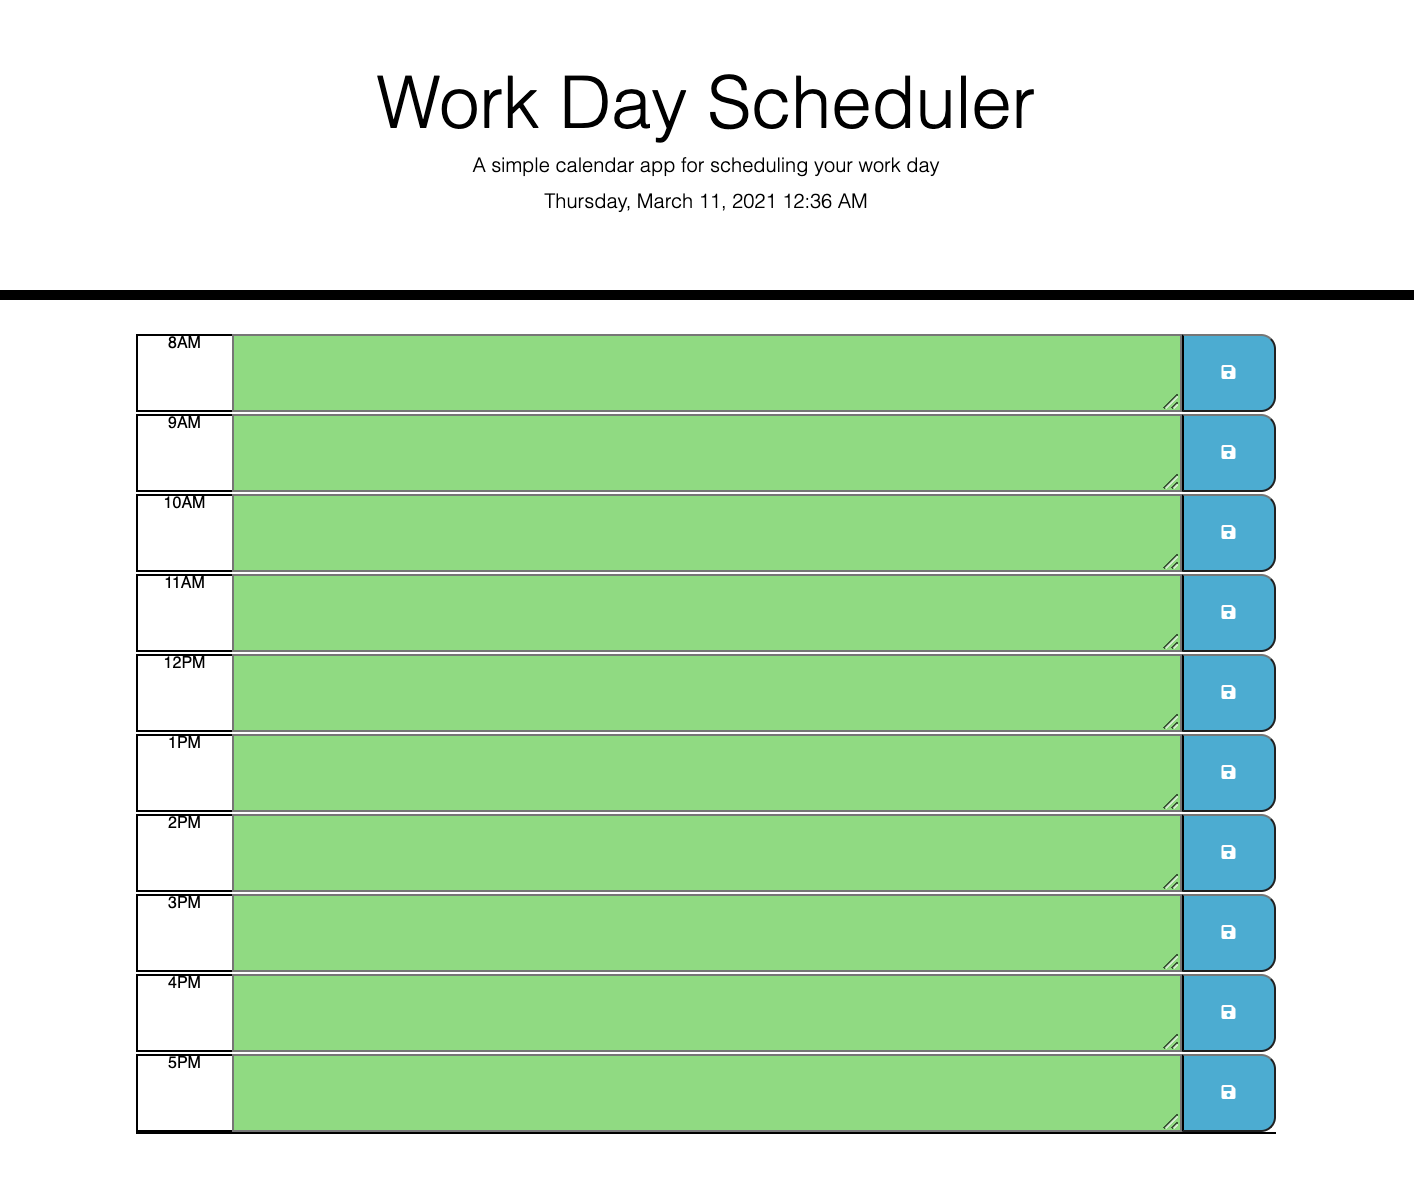 Work Day Scheduler
A simple calendar app for scheduling your work day
Thursday, March 11, 2021 12:36 AM
8AM
9AM
10AM
11AM
12PM
1PM
2PM
3PM
4PM
5PM